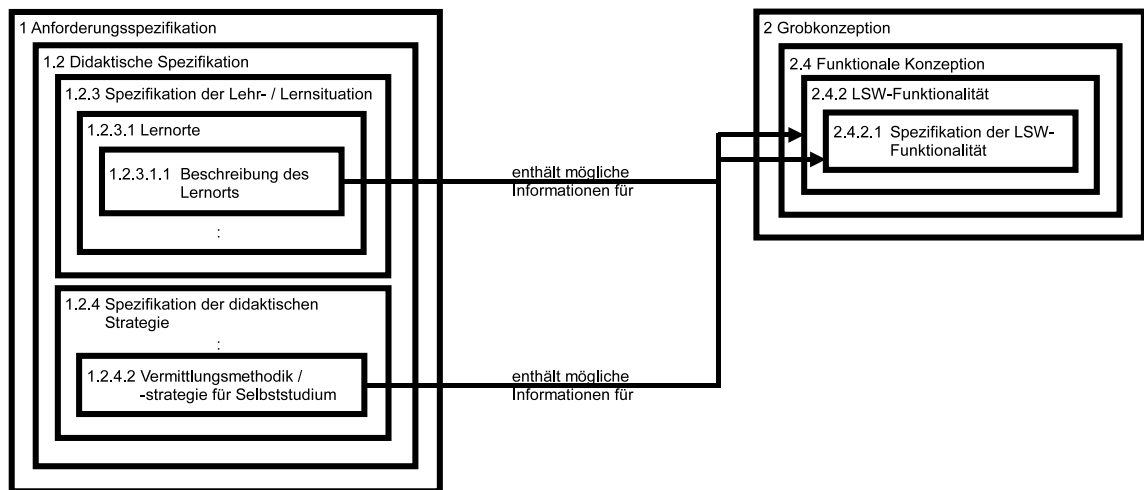 1 Anforderungsspezifikation
1.2 Didaktische Spezifikation
1.2.3 Spezifikation der Lehr- / Lernsituation
1.2.3.1 Lernorte
1.2.3.1.1 Beschreibung des
Lernorts
:
1.2.4 Spezifikation der didaktischen
Strategie
:
1.2.4.2 Vermittlungsmethodik /
-strategie für Selbststudium
enthält mögliche
Informationen für
enthält mögliche
Informationen für
2 Grobkonzeption
2.4 Funktionale Konzeption
2.4.2 LSW-Funktionalität
2.4.2.1 Spezifikation der LSW-
Funktionalität